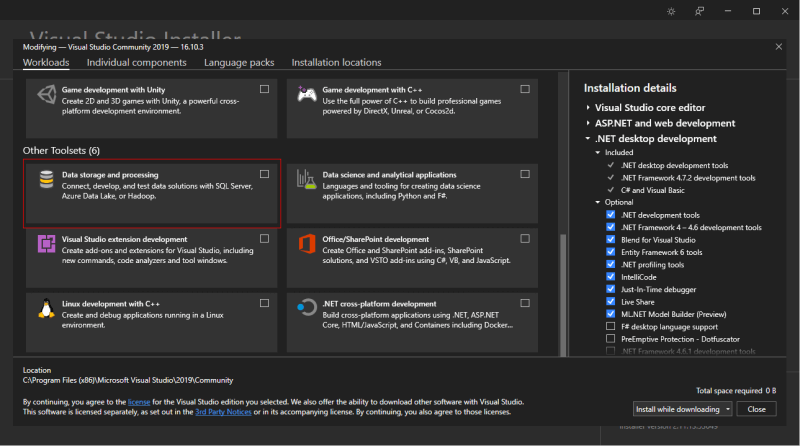 Visual Studio Installer
Modifying — Visual Studio Community 2019 — 16.10.3
Workloads
Individual components
Language packs
Installation locations
Game development with Unity
Create 2D and 3D games with Unity, a powerful cross-
platform development environment.
Game development with C++
Use the full power of C++ to build professional games
powered by DirectX, Unreal, or Cocos2d.
Other Toolsets (6)
Data storage and processing
Connect, develop, and test data solutions with SQL Server,
Azure Data Lake, or Hadoop.
Data science and analytical applications
Languages and tooling for creating data science
applications, including Python and F#.
Visual Studio extension development
Create add-ons and extensions for Visual Studio, including
new commands, code analyzers and tool windows.
Office/SharePoint development
Create Office and SharePoint add-ins, SharePoint
solutions, and VSTO add-ins using C#, VB, and JavaScript.
Linux development with C++
Create and debug applications running in a Linux
environment.
.NET cross-platform development
Build cross-platform applications using .NET, ASP.NET
Core, HTML/JavaScript, and Containers including Docker...
Installation details
Visual Studio core editor
ASP.NET and web development
.NET desktop development
Included
.NET desktop development tools
.NET Framework 4.7.2 development tools
C# and Visual Basic
Optional
.NET development tools
.NET Framework 4 – 4.6 development tools
Blend for Visual Studio
Entity Framework 6 tools
.NET profiling tools
IntelliCode
Just-In-Time debugger
Live Share
ML.NET Model Builder (Preview)
F# desktop language support
PreEmptive Protection - Dotfuscator
.NET Framework 4.6.1 development tools
Location
C:\Program Files (x86)\Microsoft Visual Studio\2019\Community
By continuing, you agree to the license for the Visual Studio edition you selected. We also offer the ability to download other software with Visual Studio.
This software is licensed separately, as set out in the 3rd Party Notices or in its accompanying license. By continuing, you also agree to those licenses.
Total space required 0 B
Install while downloading
Close
Installer version